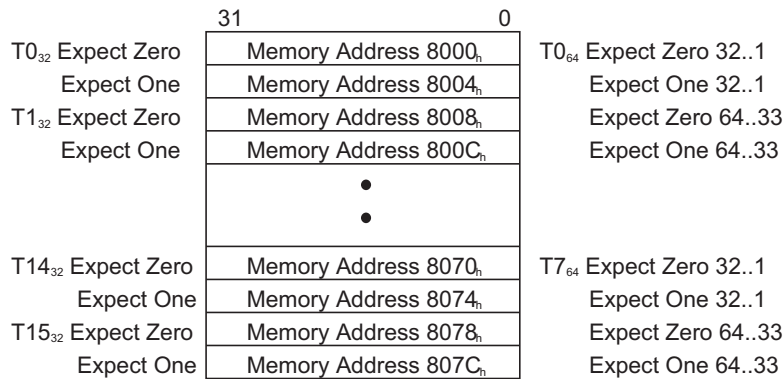 31 0
T0₃₂ Expect Zero Memory Address 8000ₕ T0₆₄ Expect Zero 32..1
Expect One Memory Address 8004ₕ Expect One 32..1
T1₃₂ Expect Zero Memory Address 8008ₕ Expect Zero 64..33
Expect One Memory Address 800Cₕ Expect One 64..33
T14₃₂ Expect Zero Memory Address 8070ₕ T7₆₄ Expect Zero 32..1
Expect One Memory Address 8074ₕ Expect One 32..1
T15₃₂ Expect Zero Memory Address 8078ₕ Expect Zero 64..33
Expect One Memory Address 807Cₕ Expect One 64..33